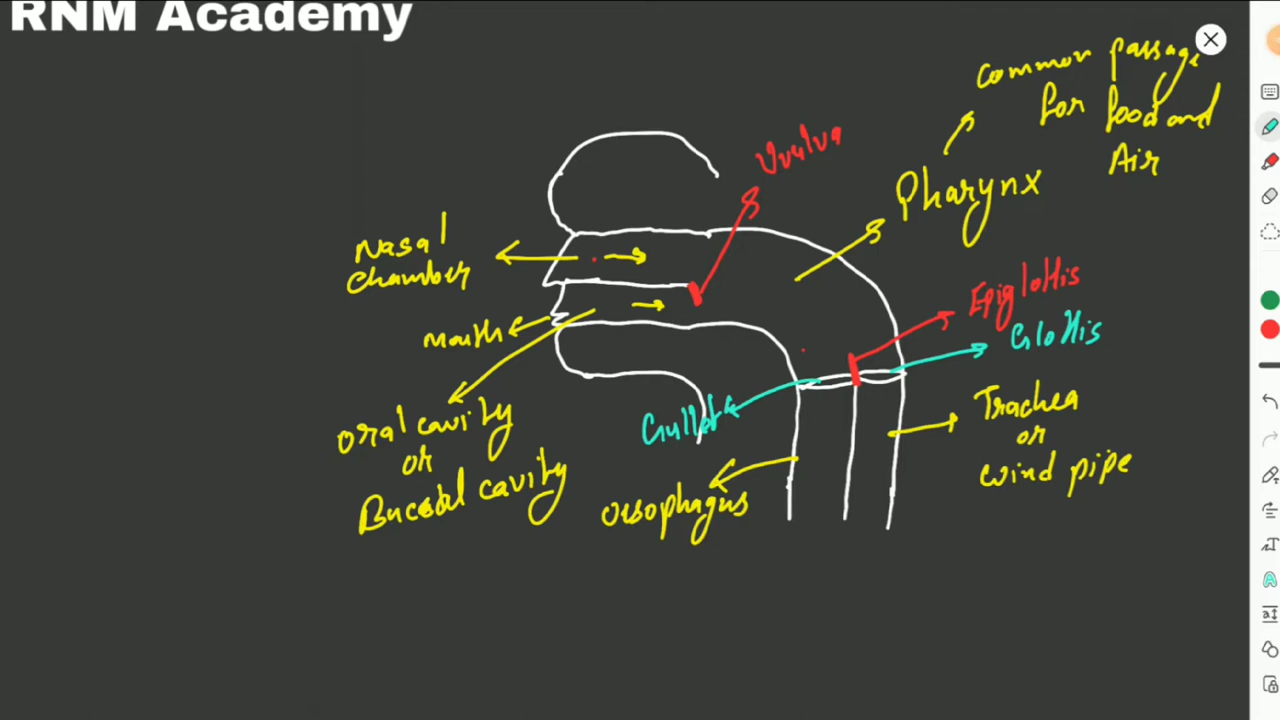 RNM Academy
Common passage
for food and
Air
Uvulva
Pharynx
Nasal
chamber
Mouth
Epiglottis
Glottis
Gullet
Trachea
or
wind pipe
Oral cavity
or
Buccal cavity
Oesophagus